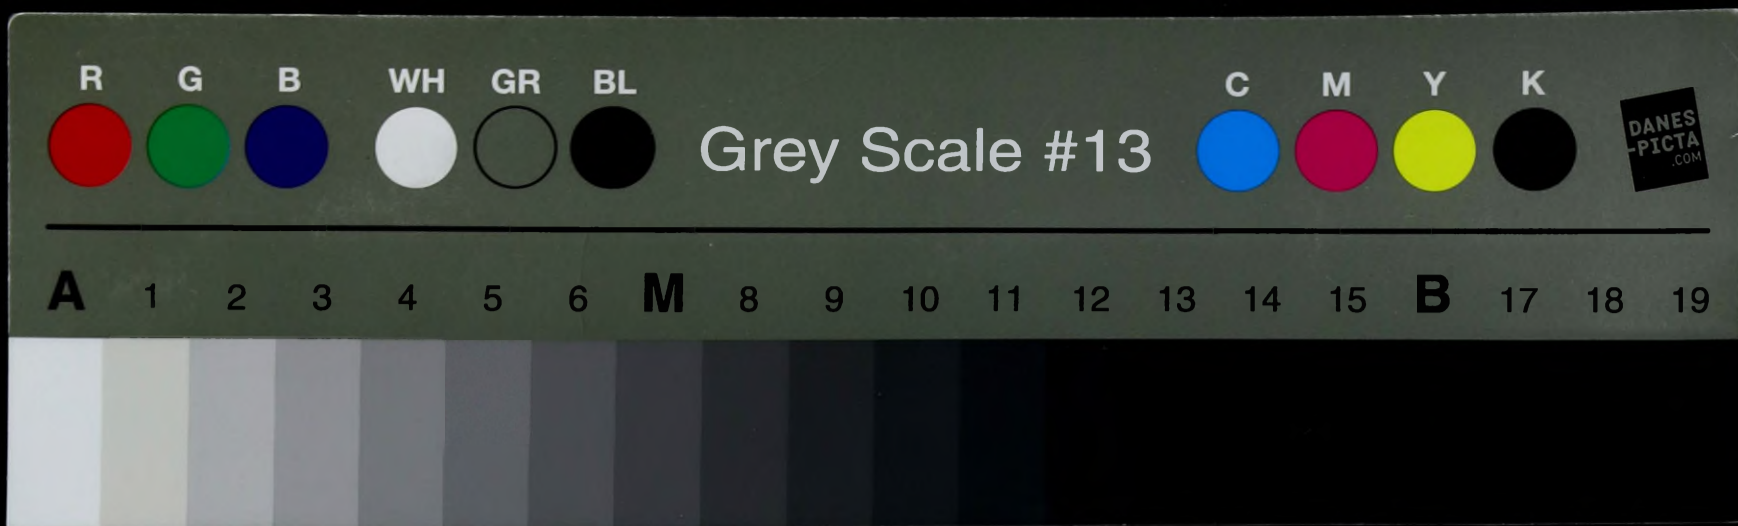 R G B WH GR BL C M Y K
Grey Scale #13
DANES
-PICTA
.COM
A 1 2 3 4 5 6 M 8 9 10 11 12 13 14 15 B 17 18 19